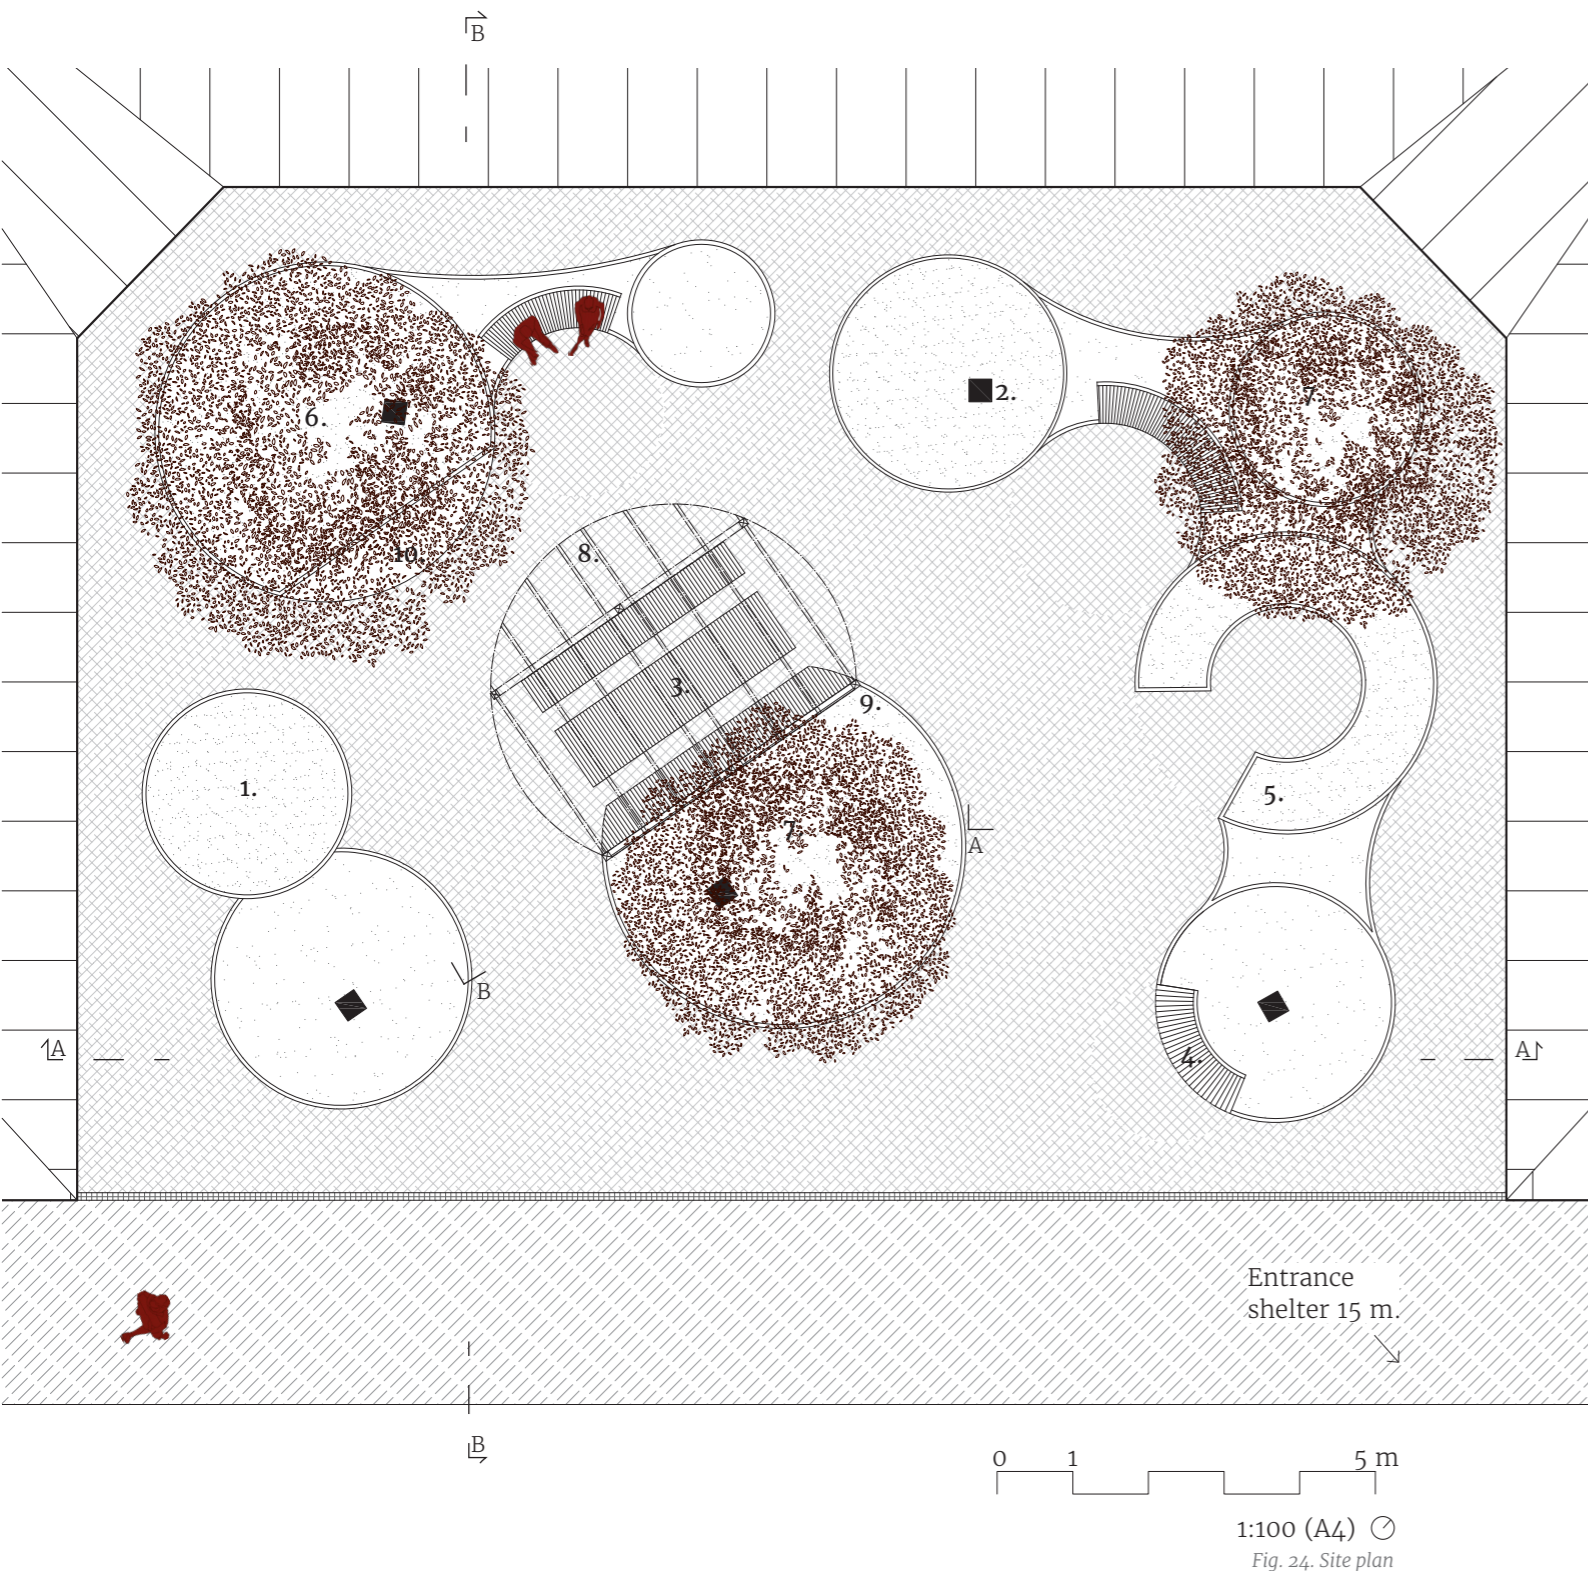 B
6.
2.
7.
10.
8.
3.
9.
1.
5.
7.
A
B
4.
A
A
Entrance
shelter 15 m.
B
0 1 5 m
1:100 (A4)
Fig. 24. Site plan